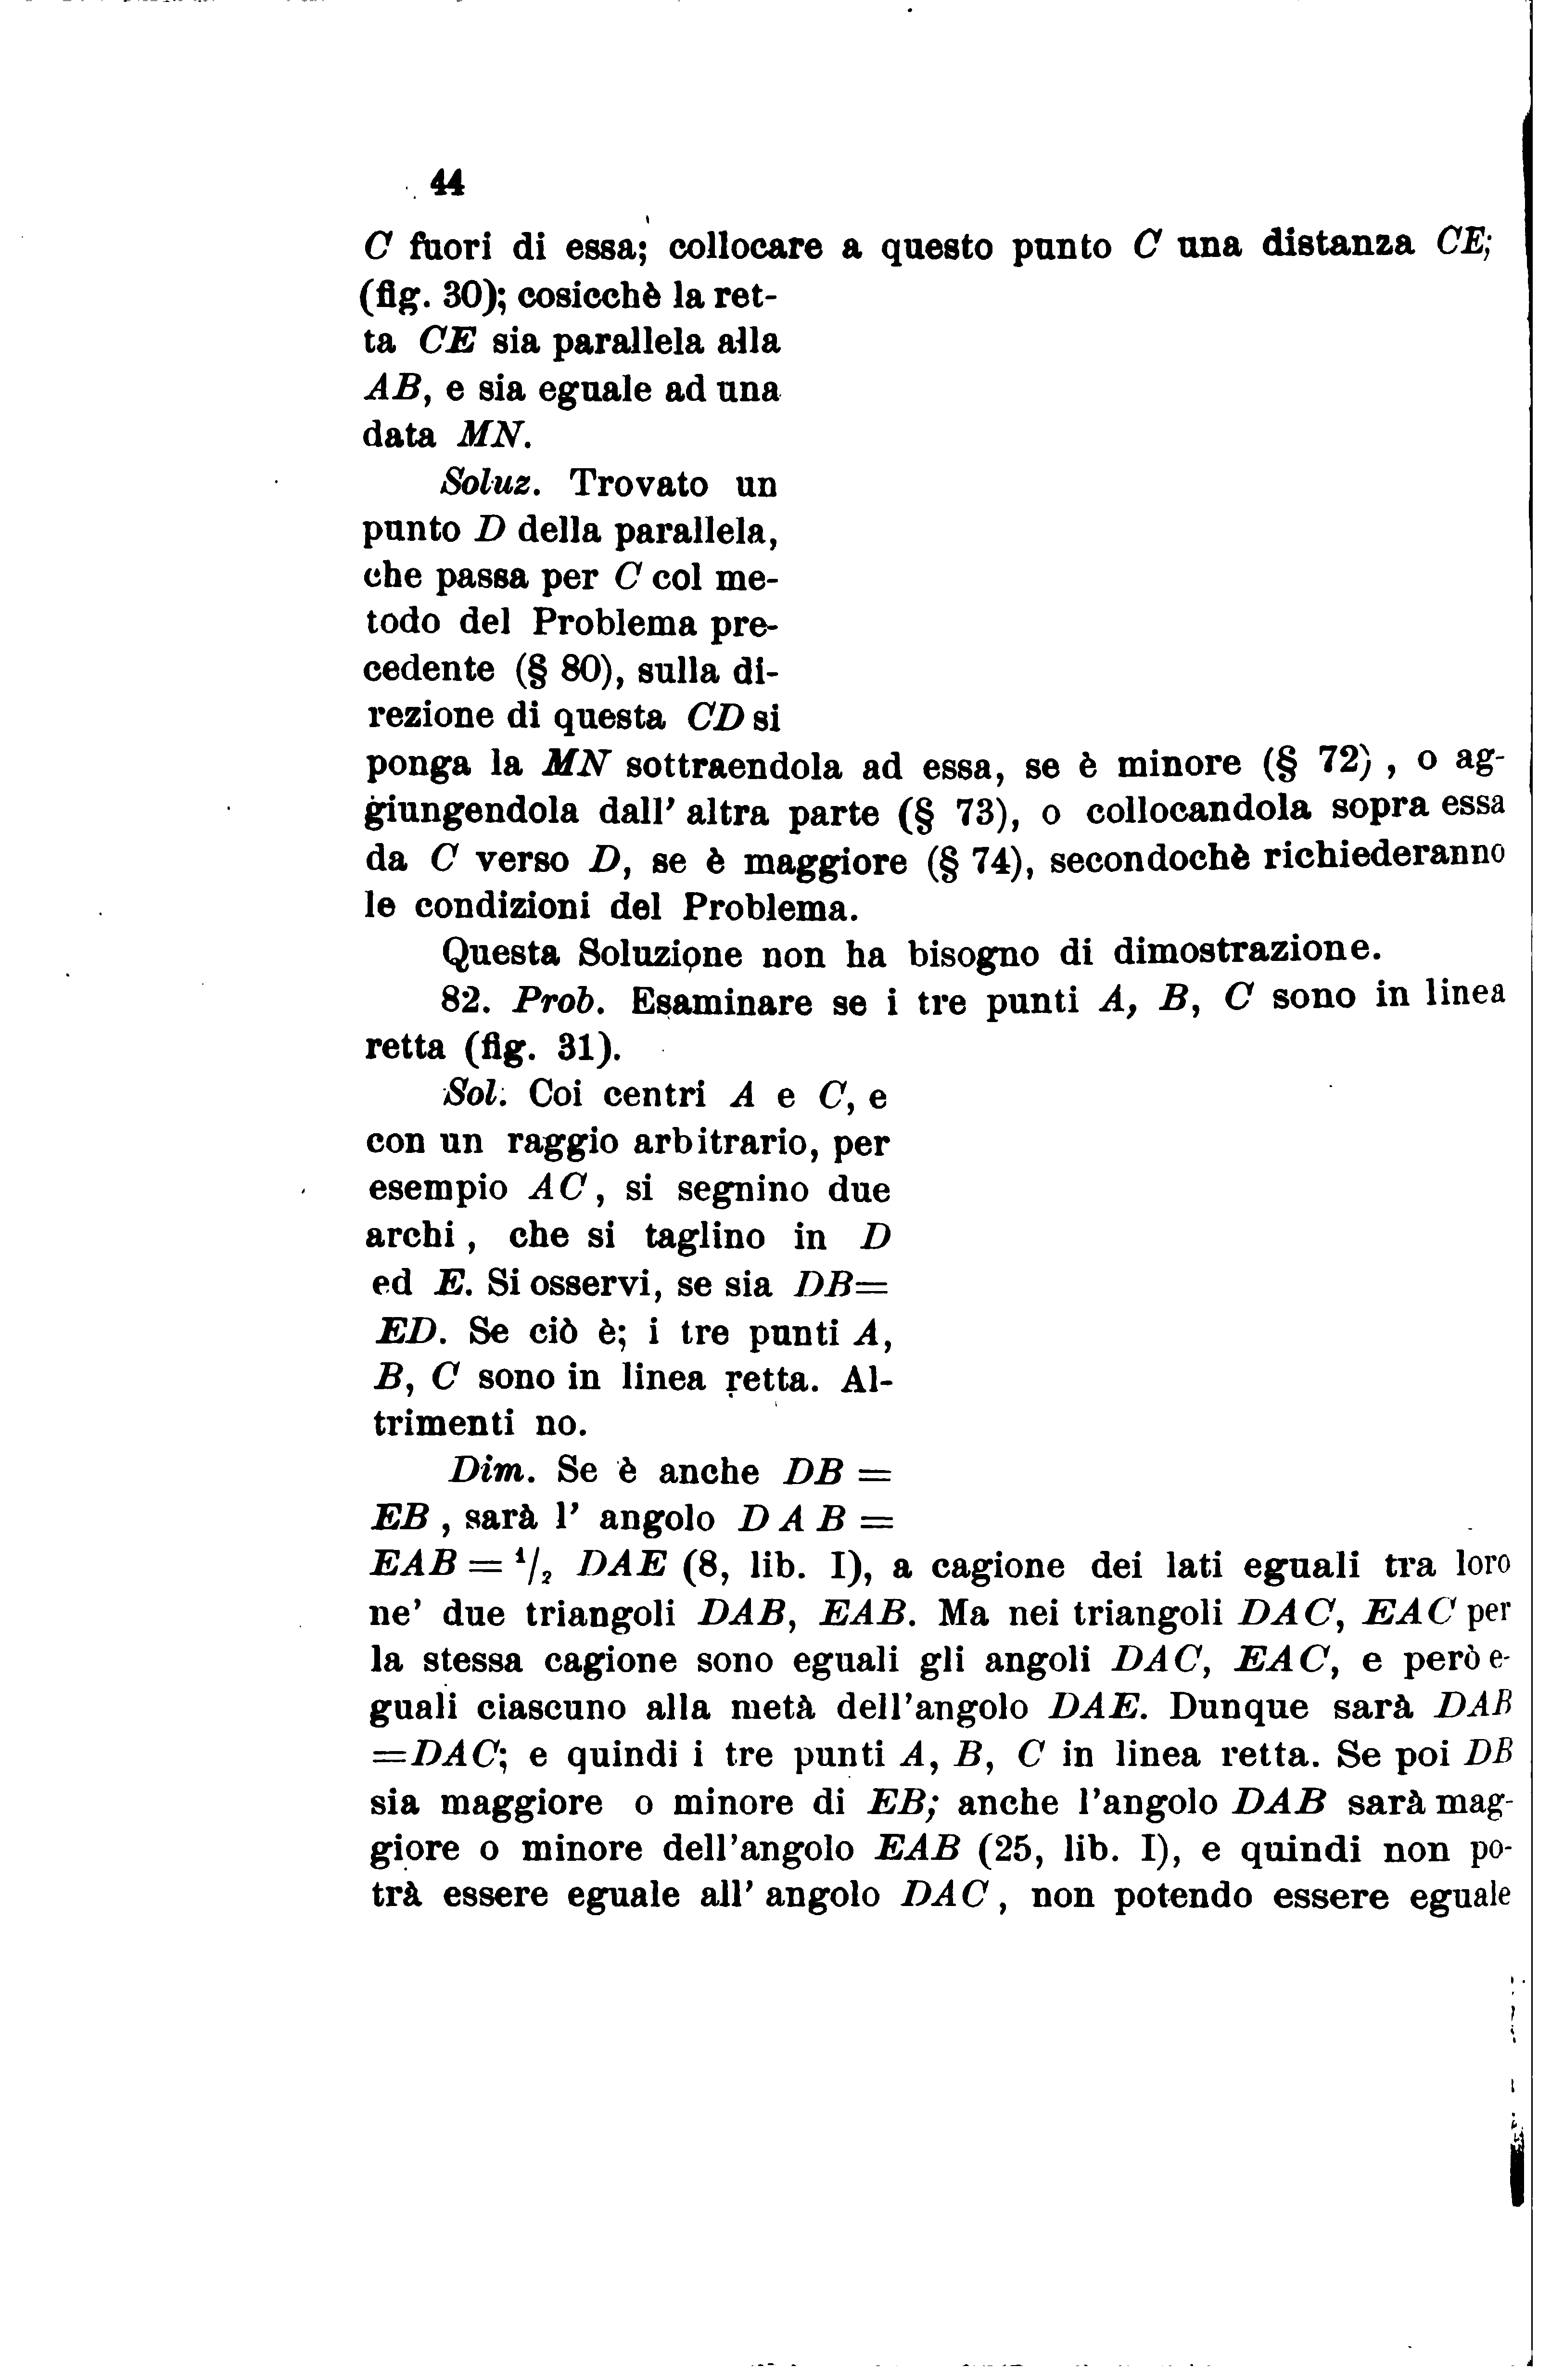 44
C fuori di essa; collocare a questo punto C una distanza CE;
(fig. 30); cosicchè la ret-
ta CE sia parallela alla
AB, e sia eguale ad una
data MN.
Soluz. Trovato un
punto D della parallela,
che passa per C col me-
todo del Problema pre-
cedente (§ 80), sulla di-
rezione di questa CD si
ponga la MN sottraendola ad essa, se è minore (§ 72), o ag-
giungendola dall' altra parte (§ 73), o collocandola sopra essa
da C verso D, se è maggiore (§ 74), secondochè richiederanno
le condizioni del Problema.
Questa Soluzione non ha bisogno di dimostrazione.
82. Prob. Esaminare se i tre punti A, B, C sono in linea
retta (fig. 31).
Sol. Coi centri A e C, e
con un raggio arbitrario, per
esempio AC, si segnino due
archi, che si taglino in D
ed E. Si osservi, se sia DB=
ED. Se ciò è; i tre punti A,
B, C sono in linea retta. Al-
trimenti no.
Dim. Se è anche DB =
EB, sarà l' angolo DAB =
EAB = 1/2 DAE (8, lib. I), a cagione dei lati eguali tra loro
ne' due triangoli DAB, EAB. Ma nei triangoli DAC, EAC per
la stessa cagione sono eguali gli angoli DAC, EAC, e però e-
guali ciascuno alla metà dell'angolo DAE. Dunque sarà DAB
=DAC; e quindi i tre punti A, B, C in linea retta. Se poi DB
sia maggiore o minore di EB; anche l'angolo DAB sarà mag-
giore o minore dell'angolo EAB (25, lib. I), e quindi non po-
trà essere eguale all' angolo DAC, non potendo essere eguale